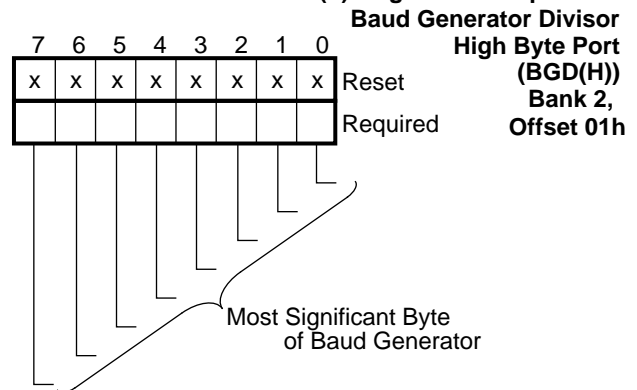 Baud Generator Divisor
High Byte Port
(BGD(H))
Bank 2,
Offset 01h
7 6 5 4 3 2 1 0
x x x x x x x x Reset
Required
Most Significant Byte
of Baud Generator